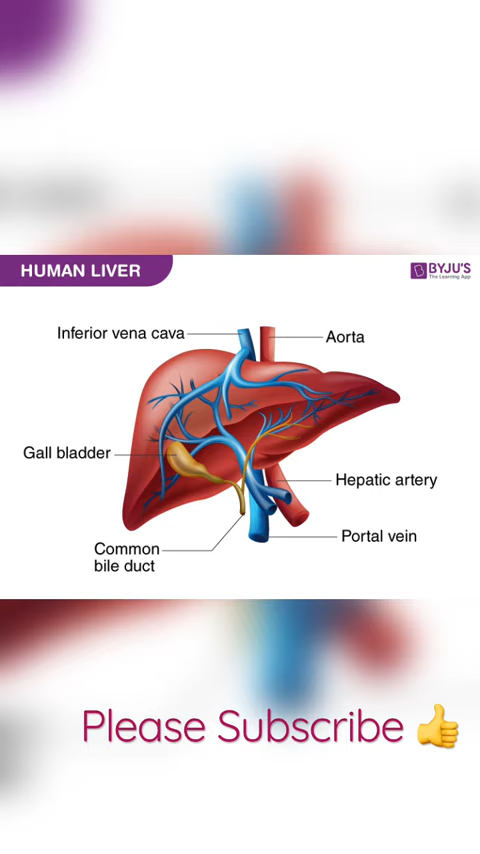 HUMAN LIVER
BYJU'S
The Learning App
Inferior vena cava
Aorta
Gall bladder
Hepatic artery
Portal vein
Common
bile duct
Please Subscribe 👍